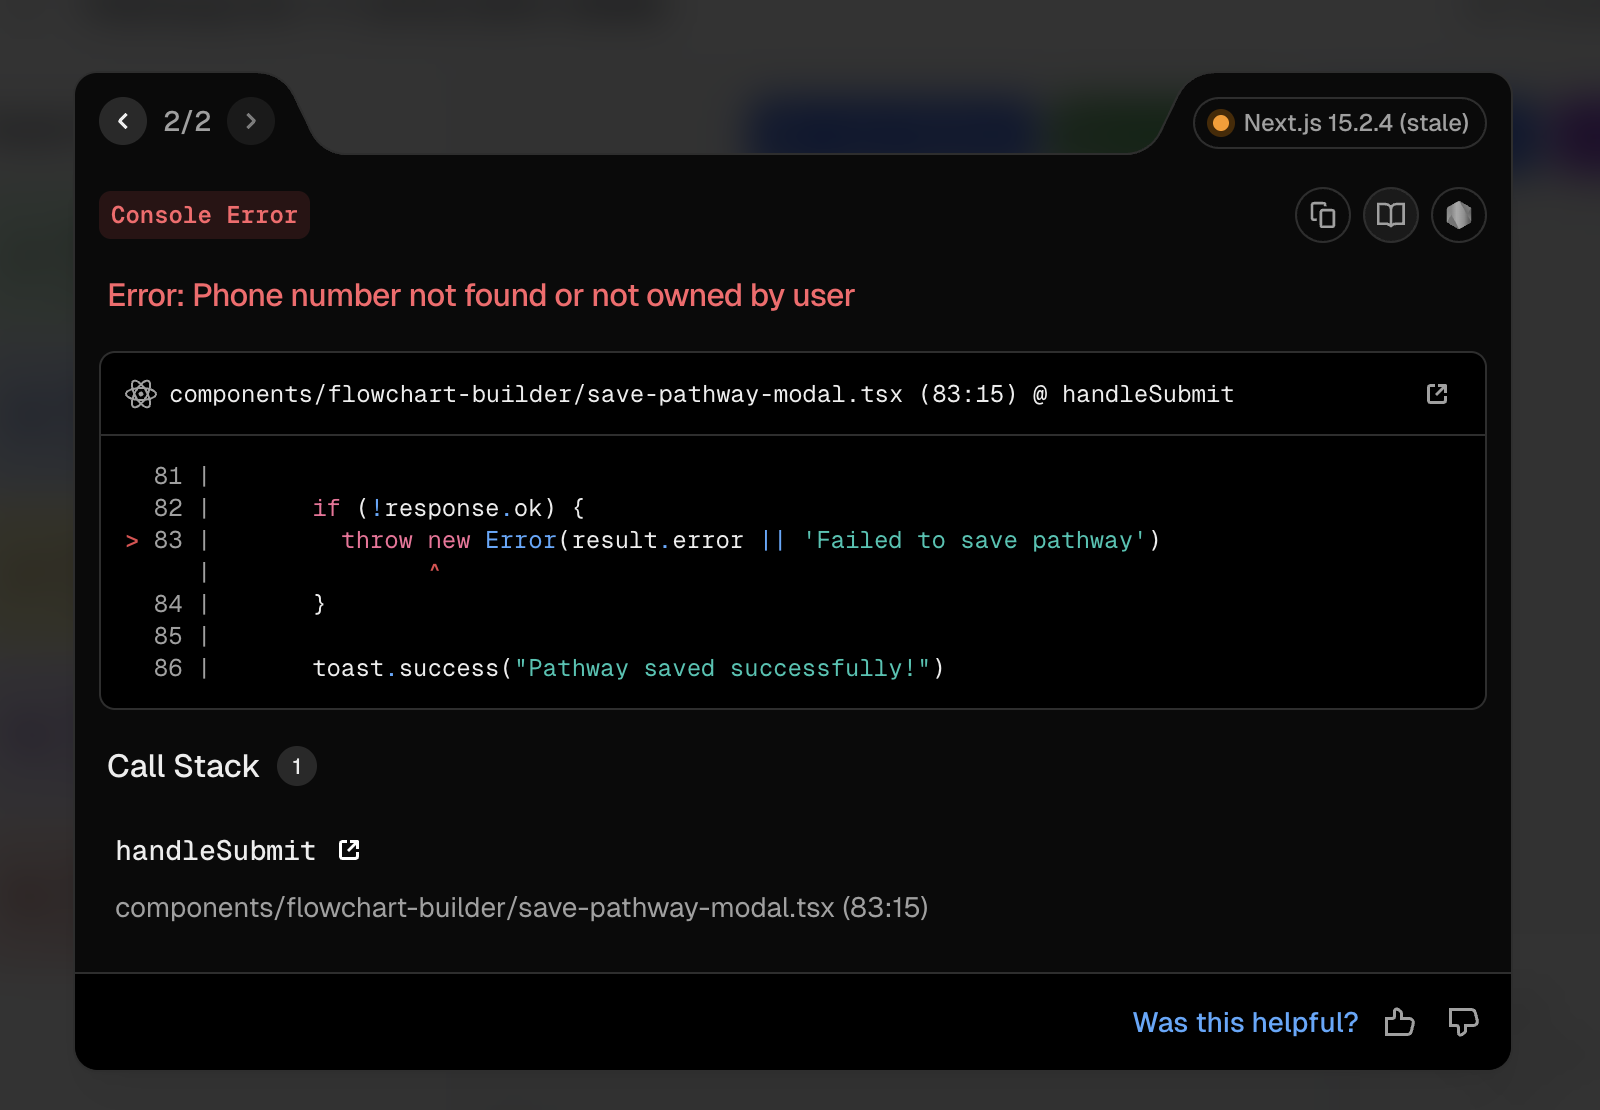 2/2
Next.js 15.2.4 (stale)
Console Error
Error: Phone number not found or not owned by user
components/flowchart-builder/save-pathway-modal.tsx (83:15) @ handleSubmit
81 |
82 |       if (!response.ok) {
> 83 |         throw new Error(result.error || 'Failed to save pathway')
|               ^
84 |       }
85 |
86 |       toast.success("Pathway saved successfully!")
Call Stack 1
handleSubmit
components/flowchart-builder/save-pathway-modal.tsx (83:15)
Was this helpful?